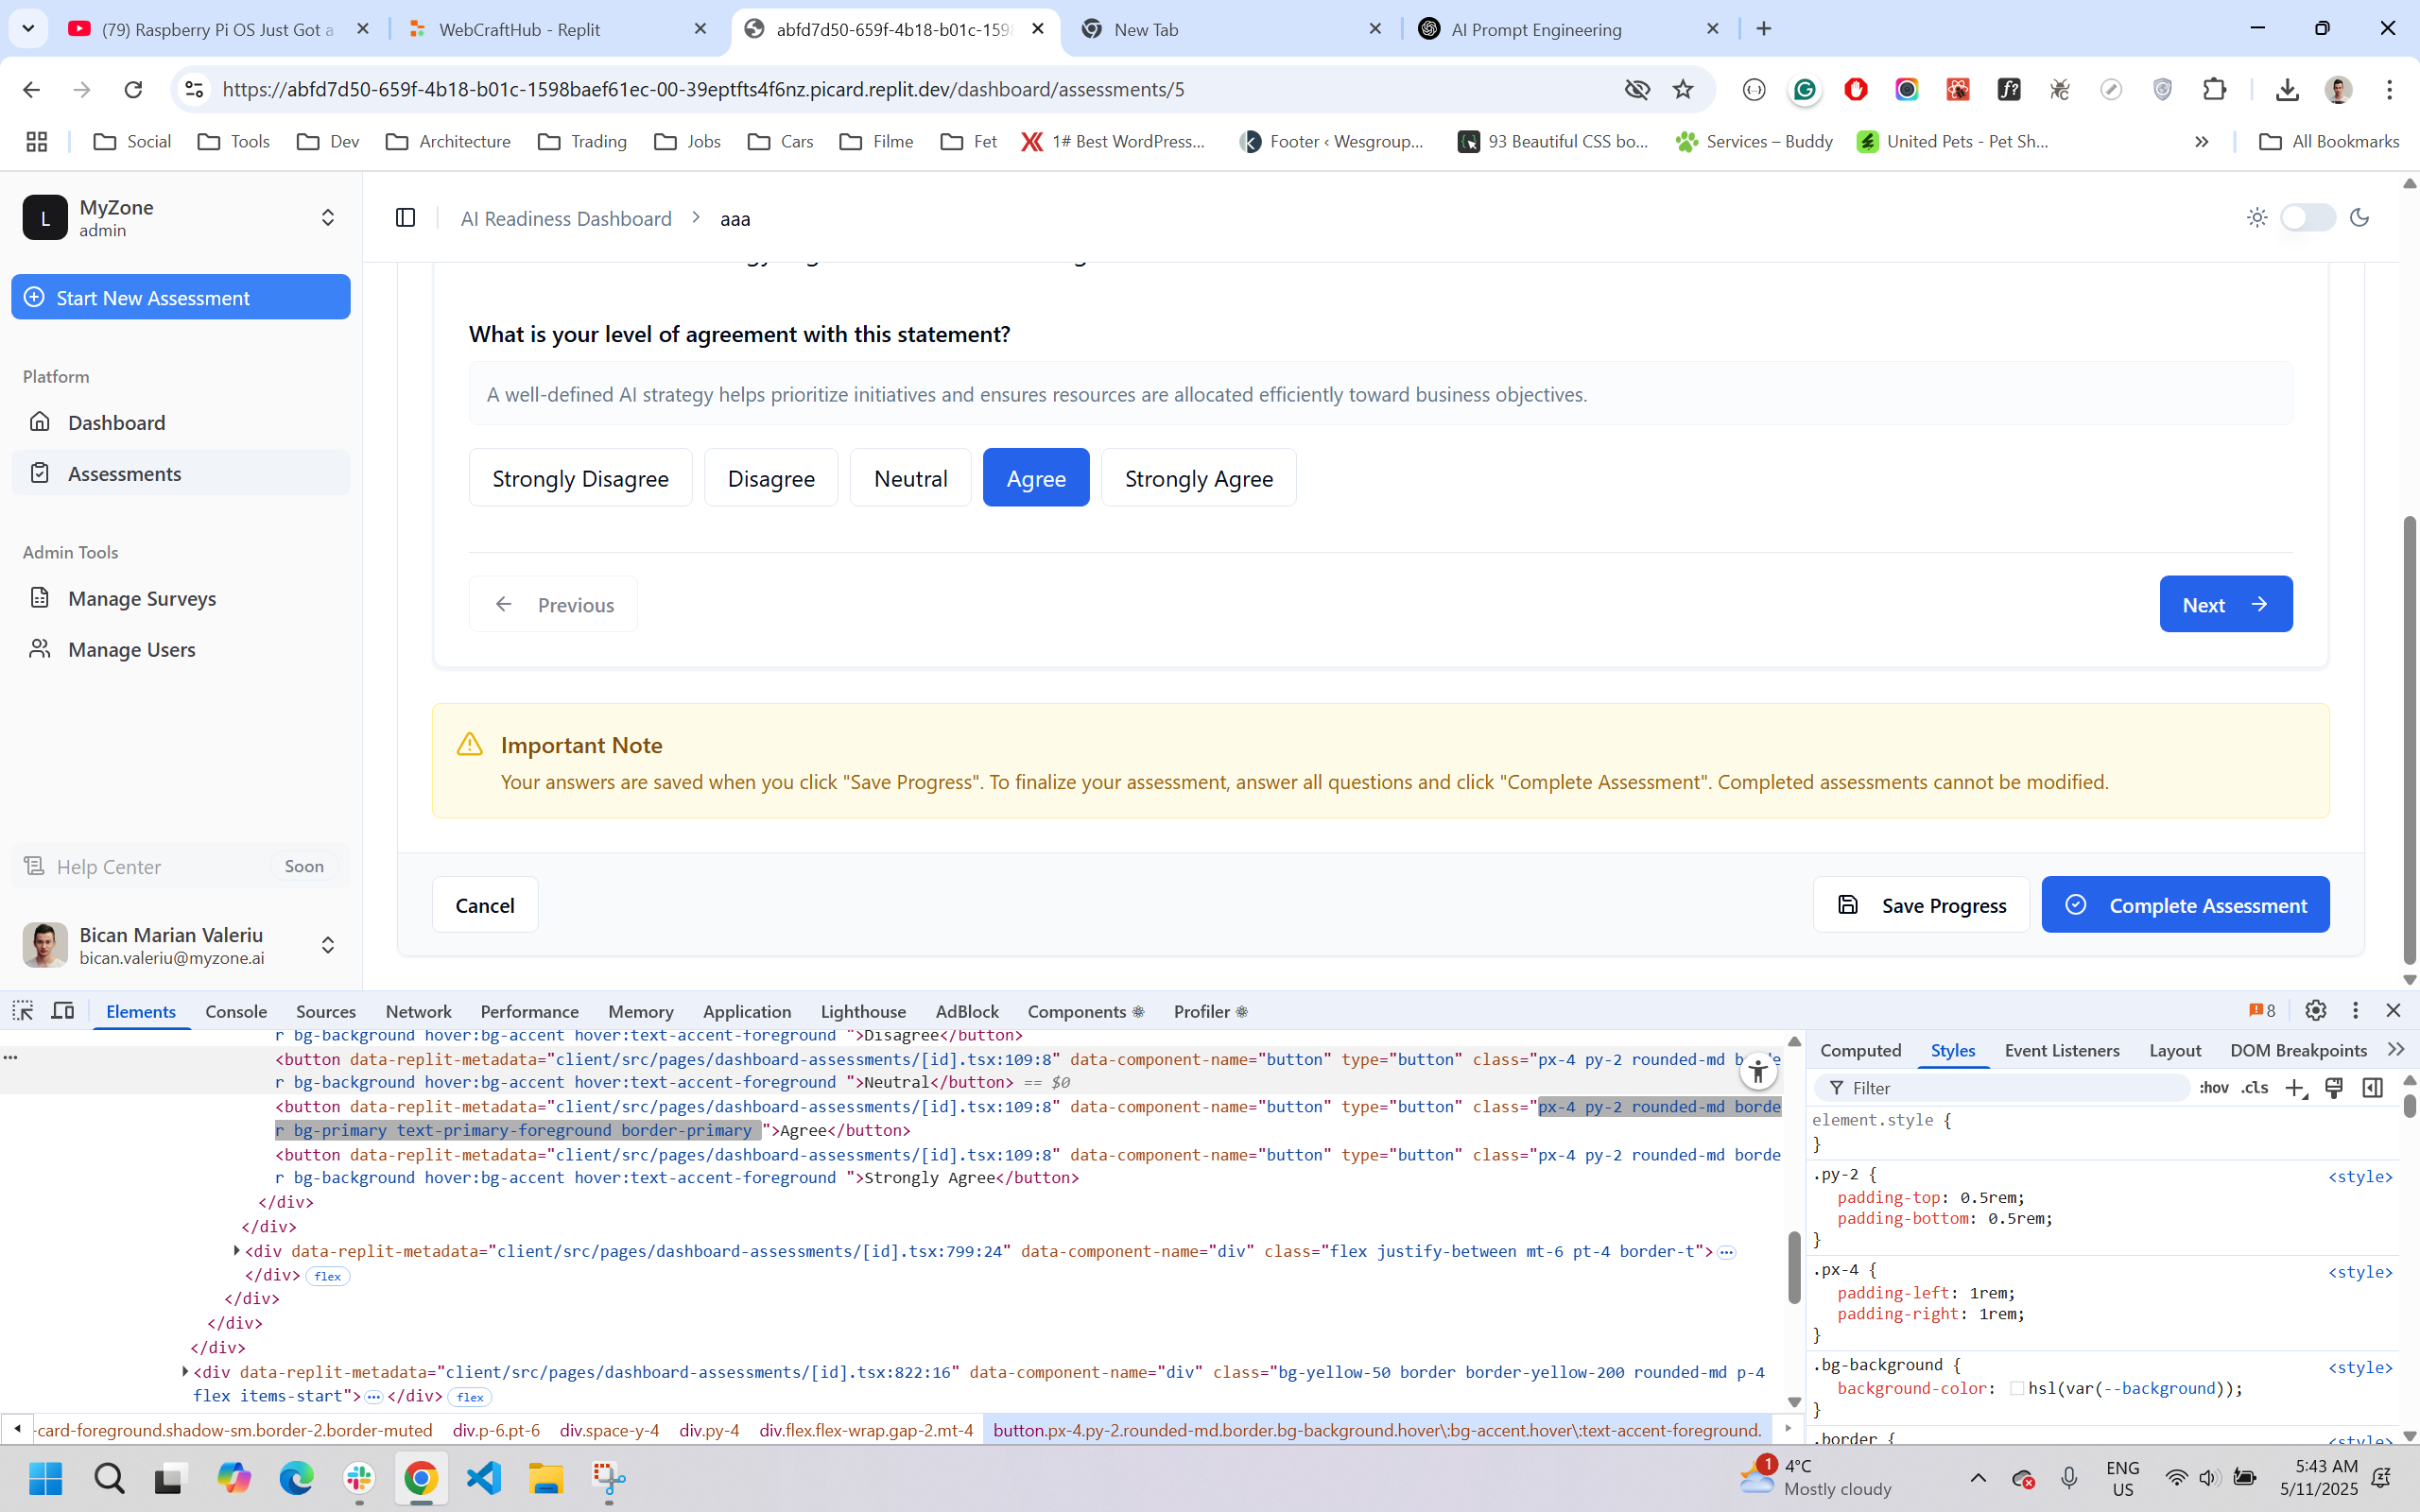 (79) Raspberry Pi OS Just Got a
WebCraftHub - Replit
abfd7d50-659f-4b18-b01c-1598
New Tab
AI Prompt Engineering
https://abfd7d50-659f-4b18-b01c-1598baef61ec-00-39eptfts4f6nz.picard.replit.dev/dashboard/assessments/5
Social
Tools
Dev
Architecture
Trading
Jobs
Cars
Filme
Fet
1# Best WordPress...
Footer ‹ Wesgroup...
93 Beautiful CSS bo...
Services – Buddy
United Pets - Pet Sh...
All Bookmarks
L
MyZone
admin
AI Readiness Dashboard > aaa
Start New Assessment
Platform
Dashboard
Assessments
Admin Tools
Manage Surveys
Manage Users
Help Center
Soon
Bican Marian Valeriu
bican.valeriu@myzone.ai
What is your level of agreement with this statement?
A well-defined AI strategy helps prioritize initiatives and ensures resources are allocated efficiently toward business objectives.
Strongly Disagree
Disagree
Neutral
Agree
Strongly Agree
Previous
Next
Important Note
Your answers are saved when you click "Save Progress". To finalize your assessment, answer all questions and click "Complete Assessment". Completed assessments cannot be modified.
Cancel
Save Progress
Complete Assessment
Elements
Console
Sources
Network
Performance
Memory
Application
Lighthouse
AdBlock
Components
Profiler
8
r bg-background hover:bg-accent hover:text-accent-foreground ">Disagree</button>
<button data-replit-metadata="client/src/pages/dashboard-assessments/[id].tsx:109:8" data-component-name="button" type="button" class="px-4 py-2 rounded-md borde
r bg-background hover:bg-accent hover:text-accent-foreground ">Neutral</button> == $0
<button data-replit-metadata="client/src/pages/dashboard-assessments/[id].tsx:109:8" data-component-name="button" type="button" class="px-4 py-2 rounded-md borde
r bg-primary text-primary-foreground border-primary ">Agree</button>
<button data-replit-metadata="client/src/pages/dashboard-assessments/[id].tsx:109:8" data-component-name="button" type="button" class="px-4 py-2 rounded-md borde
r bg-background hover:bg-accent hover:text-accent-foreground ">Strongly Agree</button>
</div>
</div>
<div data-replit-metadata="client/src/pages/dashboard-assessments/[id].tsx:799:24" data-component-name="div" class="flex justify-between mt-6 pt-4 border-t">
</div> flex
</div>
</div>
</div>
<div data-replit-metadata="client/src/pages/dashboard-assessments/[id].tsx:822:16" data-component-name="div" class="bg-yellow-50 border border-yellow-200 rounded-md p-4
flex items-start"> </div> flex
-card-foreground.shadow-sm.border-2.border-muted
div.p-6.pt-6
div.space-y-4
div.py-4
div.flex.flex-wrap.gap-2.mt-4
button.px-4.py-2.rounded-md.border.bg-background.hover\:bg-accent.hover\:text-accent-foreground.
Computed
Styles
Event Listeners
Layout
DOM Breakpoints
Filter
:hov
.cls
element.style {
}
.py-2 {
<style>
padding-top: 0.5rem;
padding-bottom: 0.5rem;
}
.px-4 {
<style>
padding-left: 1rem;
padding-right: 1rem;
}
.bg-background {
<style>
background-color: hsl(var(--background));
}
.border {
<style>
1
4°C
Mostly cloudy
ENG
US
5:43 AM
5/11/2025